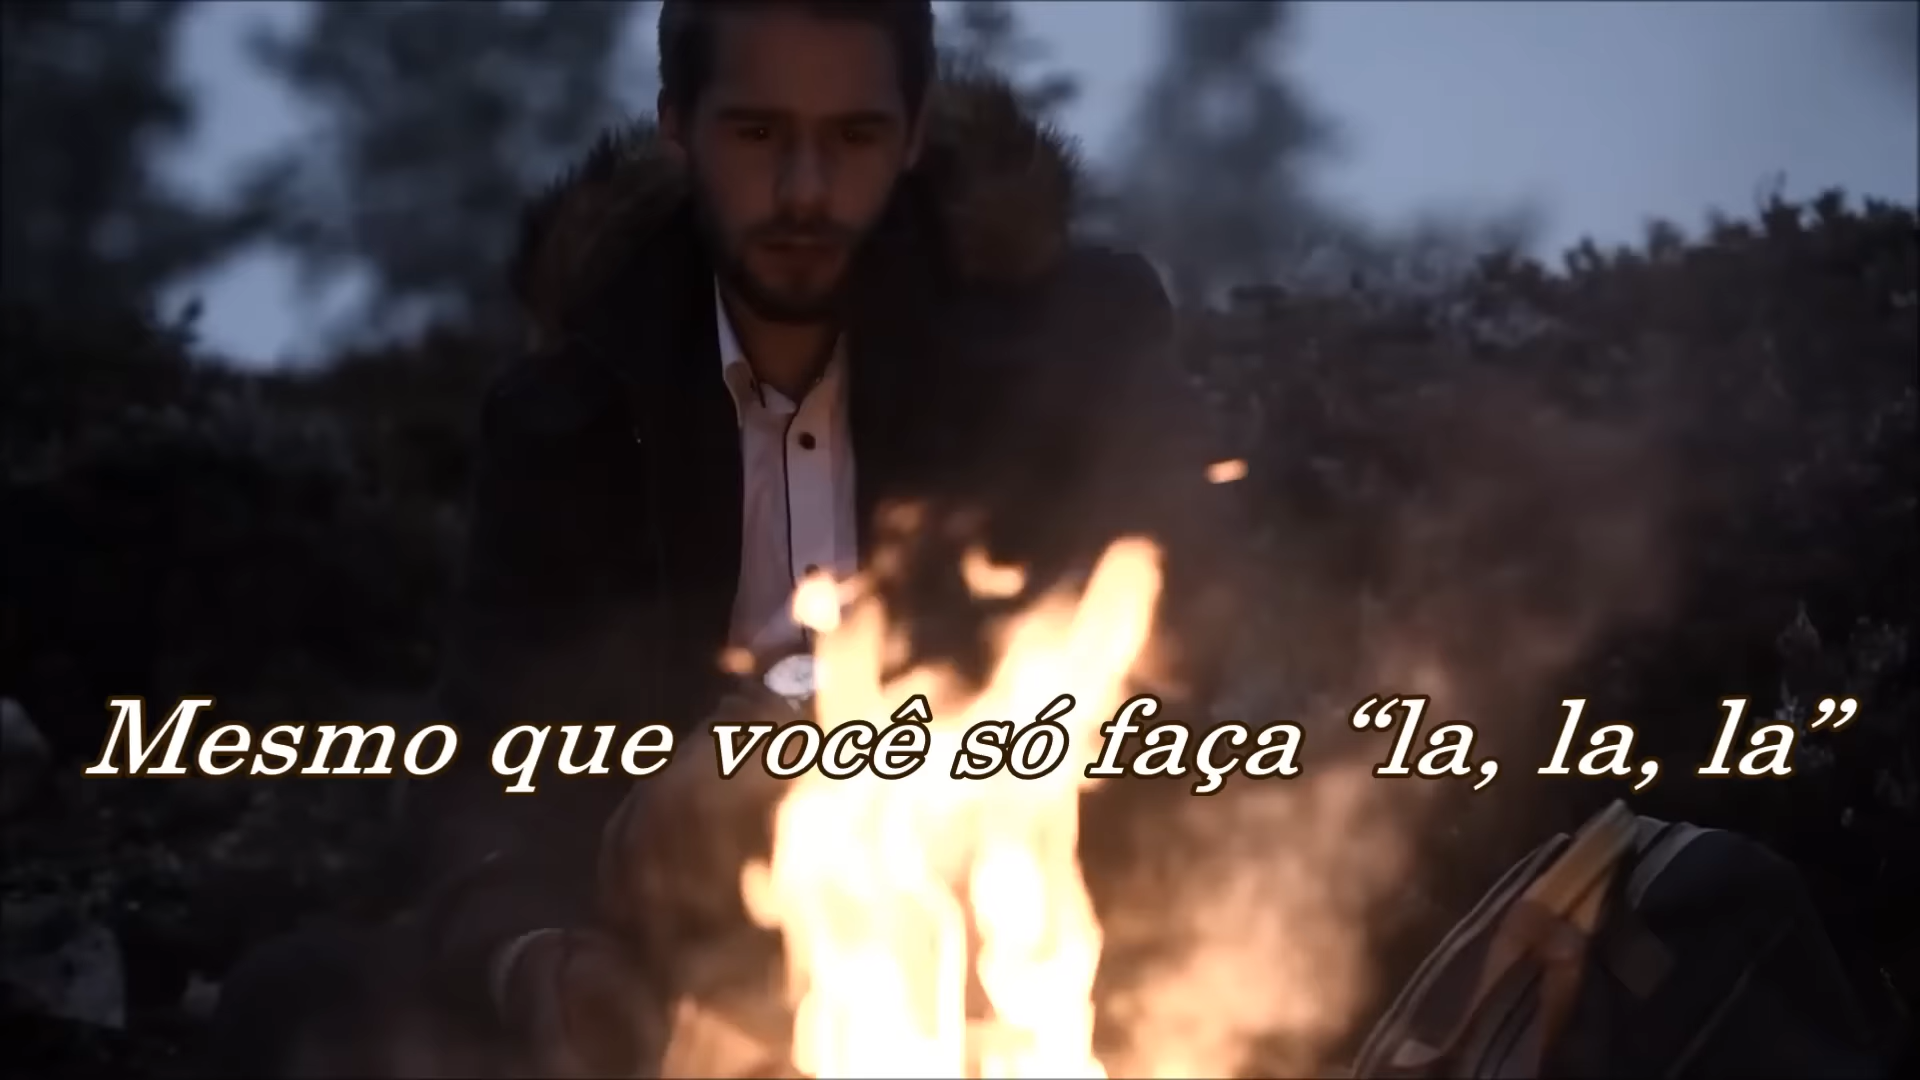 Mesmo que você só faça “la, la, la”